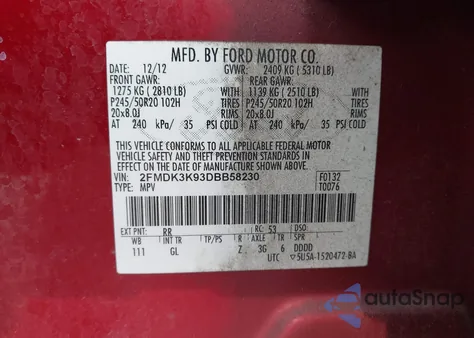 MFD. BY FORD MOTOR CO.
DATE: 12/12 GVWR: 2409 KG ( 5310 LB)
FRONT GAWR: REAR GAWR:
1275 KG ( 2810 LB) WITH 1139 KG ( 2510 LB) WITH
P245/50R20 102H TIRES P245/50R20 102H TIRES
20x8.0J RIMS 20x8.0J RIMS
AT 240 kPa/ 35 PSI COLD AT 240 kPa/ 35 PSI COLD
THIS VEHICLE CONFORMS TO ALL APPLICABLE FEDERAL MOTOR
VEHICLE SAFETY AND THEFT PREVENTION STANDARDS IN EFFECT
ON THE DATE OF MANUFACTURE SHOWN ABOVE.
VIN: 2FMDK3K93DBB58230 F0132
TYPE: MPV T0076
EXT PNT: RR RC: 53 DSO:
WB INT TR TP/PS R AXLE TR SPR
111 GL Z 3G 6 DDDD
UTC ▽5U5A-1520472-BA
autoSnap